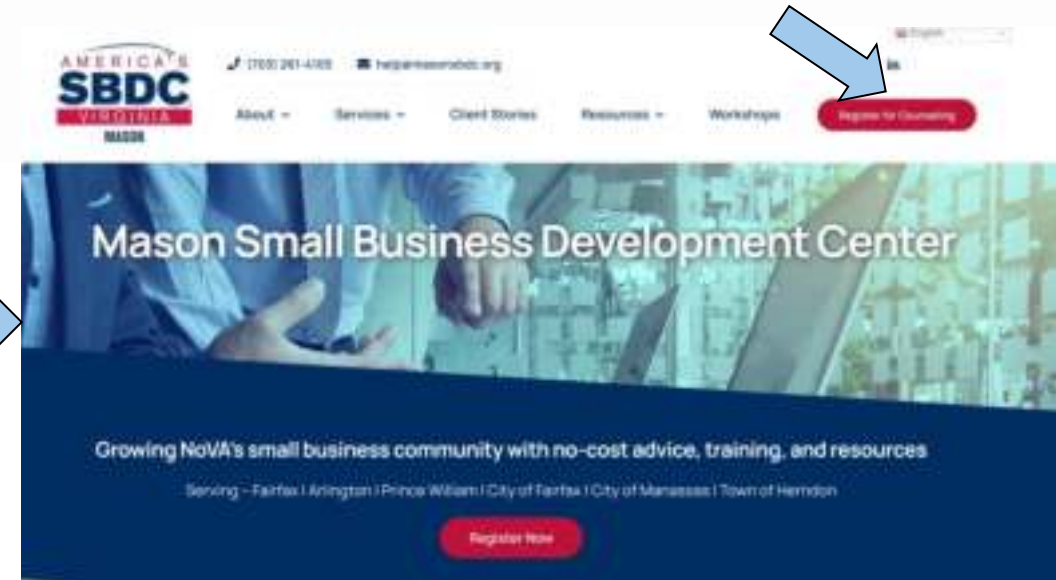 AMERICA'S
SBDC
VIRGINIA
MASON
English
About
Services
Client Stories
Resources
Workshops
Register for Counseling
in
Mason Small Business Development Center
Growing NoVA's small business community with no-cost advice, training, and resources
Serving – Fairfax | Arlington | Prince William | City of Fairfax | City of Manassas | Town of Herndon
Register Now